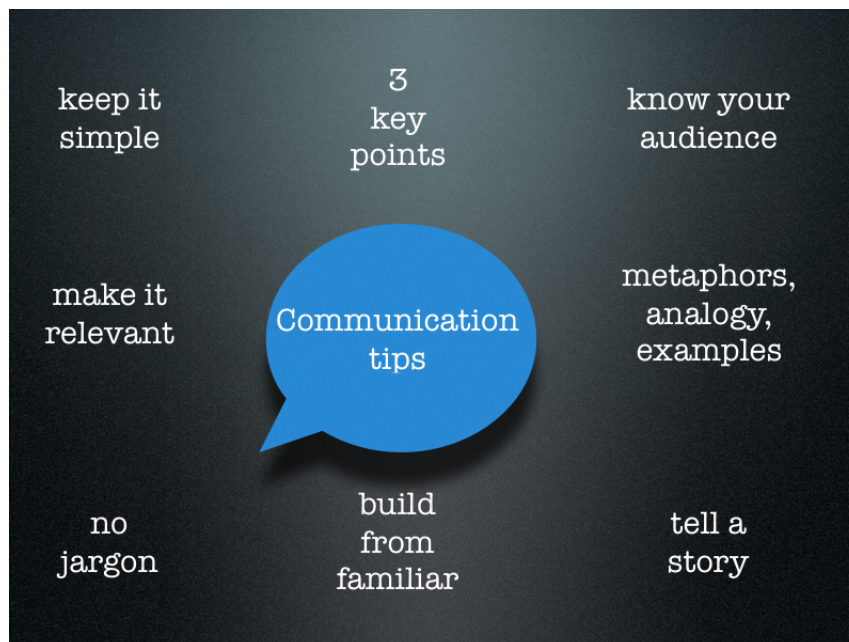 keep it
simple
3
key
points
know your
audience
make it
relevant
Communication
tips
metaphors,
analogy,
examples
no
jargon
build
from
familiar
tell a
story